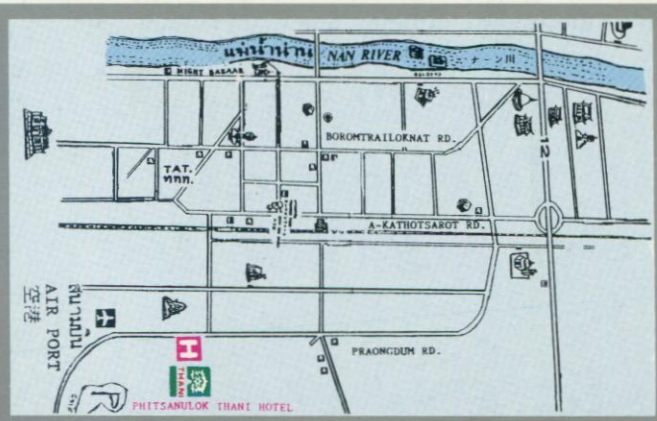 แม่น้ำน่าน NAN RIVER ナーン川
NIGHT BAZAAR
BOROMTRAILOKNAT RD.
12
TAT.
ททท.
A-KATHOTSAROT RD.
สนามบิน
AIR PORT
空港
H
THANI
PRAONGDUM RD.
PHITSANULOK THANI HOTEL